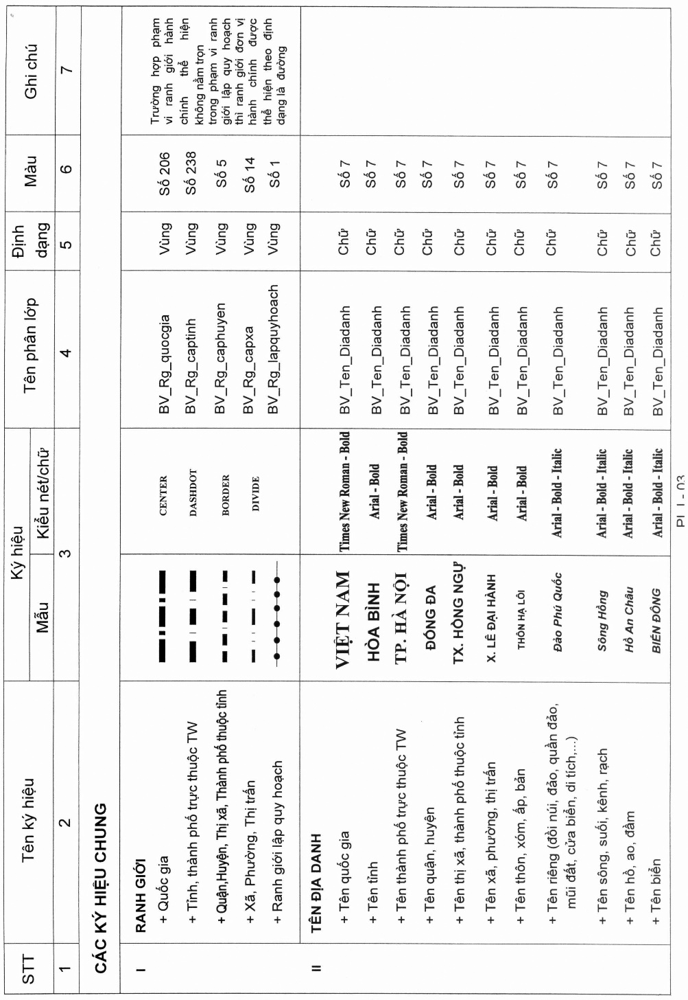 STT Tên ký hiệu Ký hiệu Tên phân lớp Định dạng Màu Ghi chú
Mẫu Kiểu nét/chữ
1 2 3 4 5 6 7
CÁC KÝ HIỆU CHUNG
I RANH GIỚI
+ Quốc gia CENTER BV_Rg_quocgia Vùng Số 206
+ Tỉnh, thành phố trực thuộc TW DASHDOT BV_Rg_captinh Vùng Số 238
+ Quận,Huyện, Thị xã, Thành phố thuộc tỉnh BORDER BV_Rg_caphuyen Vùng Số 5
+ Xã, Phường, Thị trấn DIVIDE BV_Rg_capxa Vùng Số 14
+ Ranh giới lập quy hoạch BV_Rg_lapquyhoach Vùng Số 1
Trường hợp phạm
vi ranh giới hành
chính thể hiện
không nằm trọn
trong phạm vi ranh
giới lập quy hoạch
thì ranh giới đơn vị
hành chính được
thể hiện theo định
dạng là đường
II TÊN ĐỊA DANH
+ Tên quốc gia VIỆT NAM Times New Roman - Bold BV_Ten_Diadanh Chữ Số 7
+ Tên tỉnh HÒA BÌNH Arial - Bold BV_Ten_Diadanh Chữ Số 7
+ Tên thành phố trực thuộc TW TP. HÀ NỘI Times New Roman - Bold BV_Ten_Diadanh Chữ Số 7
+ Tên quận, huyện ĐỐNG ĐA Arial - Bold BV_Ten_Diadanh Chữ Số 7
+ Tên thị xã, thành phố thuộc tỉnh TX. HỒNG NGỰ Arial - Bold BV_Ten_Diadanh Chữ Số 7
+ Tên xã, phường, thị trấn X. LÊ ĐẠI HÀNH Arial - Bold BV_Ten_Diadanh Chữ Số 7
+ Tên thôn, xóm, ấp, bản THÔN HẠ LÔI Arial - Bold BV_Ten_Diadanh Chữ Số 7
+ Tên riêng (đồi núi, đảo, quần đảo, Đảo Phú Quốc Arial - Bold - Italic BV_Ten_Diadanh Chữ Số 7
mũi đất, cửa biển, di tích,...)
+ Tên sông, suối, kênh, rạch Sông Hồng Arial - Bold - Italic BV_Ten_Diadanh Chữ Số 7
+ Tên hồ, ao, đầm Hồ An Châu Arial - Bold - Italic BV_Ten_Diadanh Chữ Số 7
+ Tên biển BIỂN ĐÔNG Arial - Bold - Italic BV_Ten_Diadanh Chữ Số 7